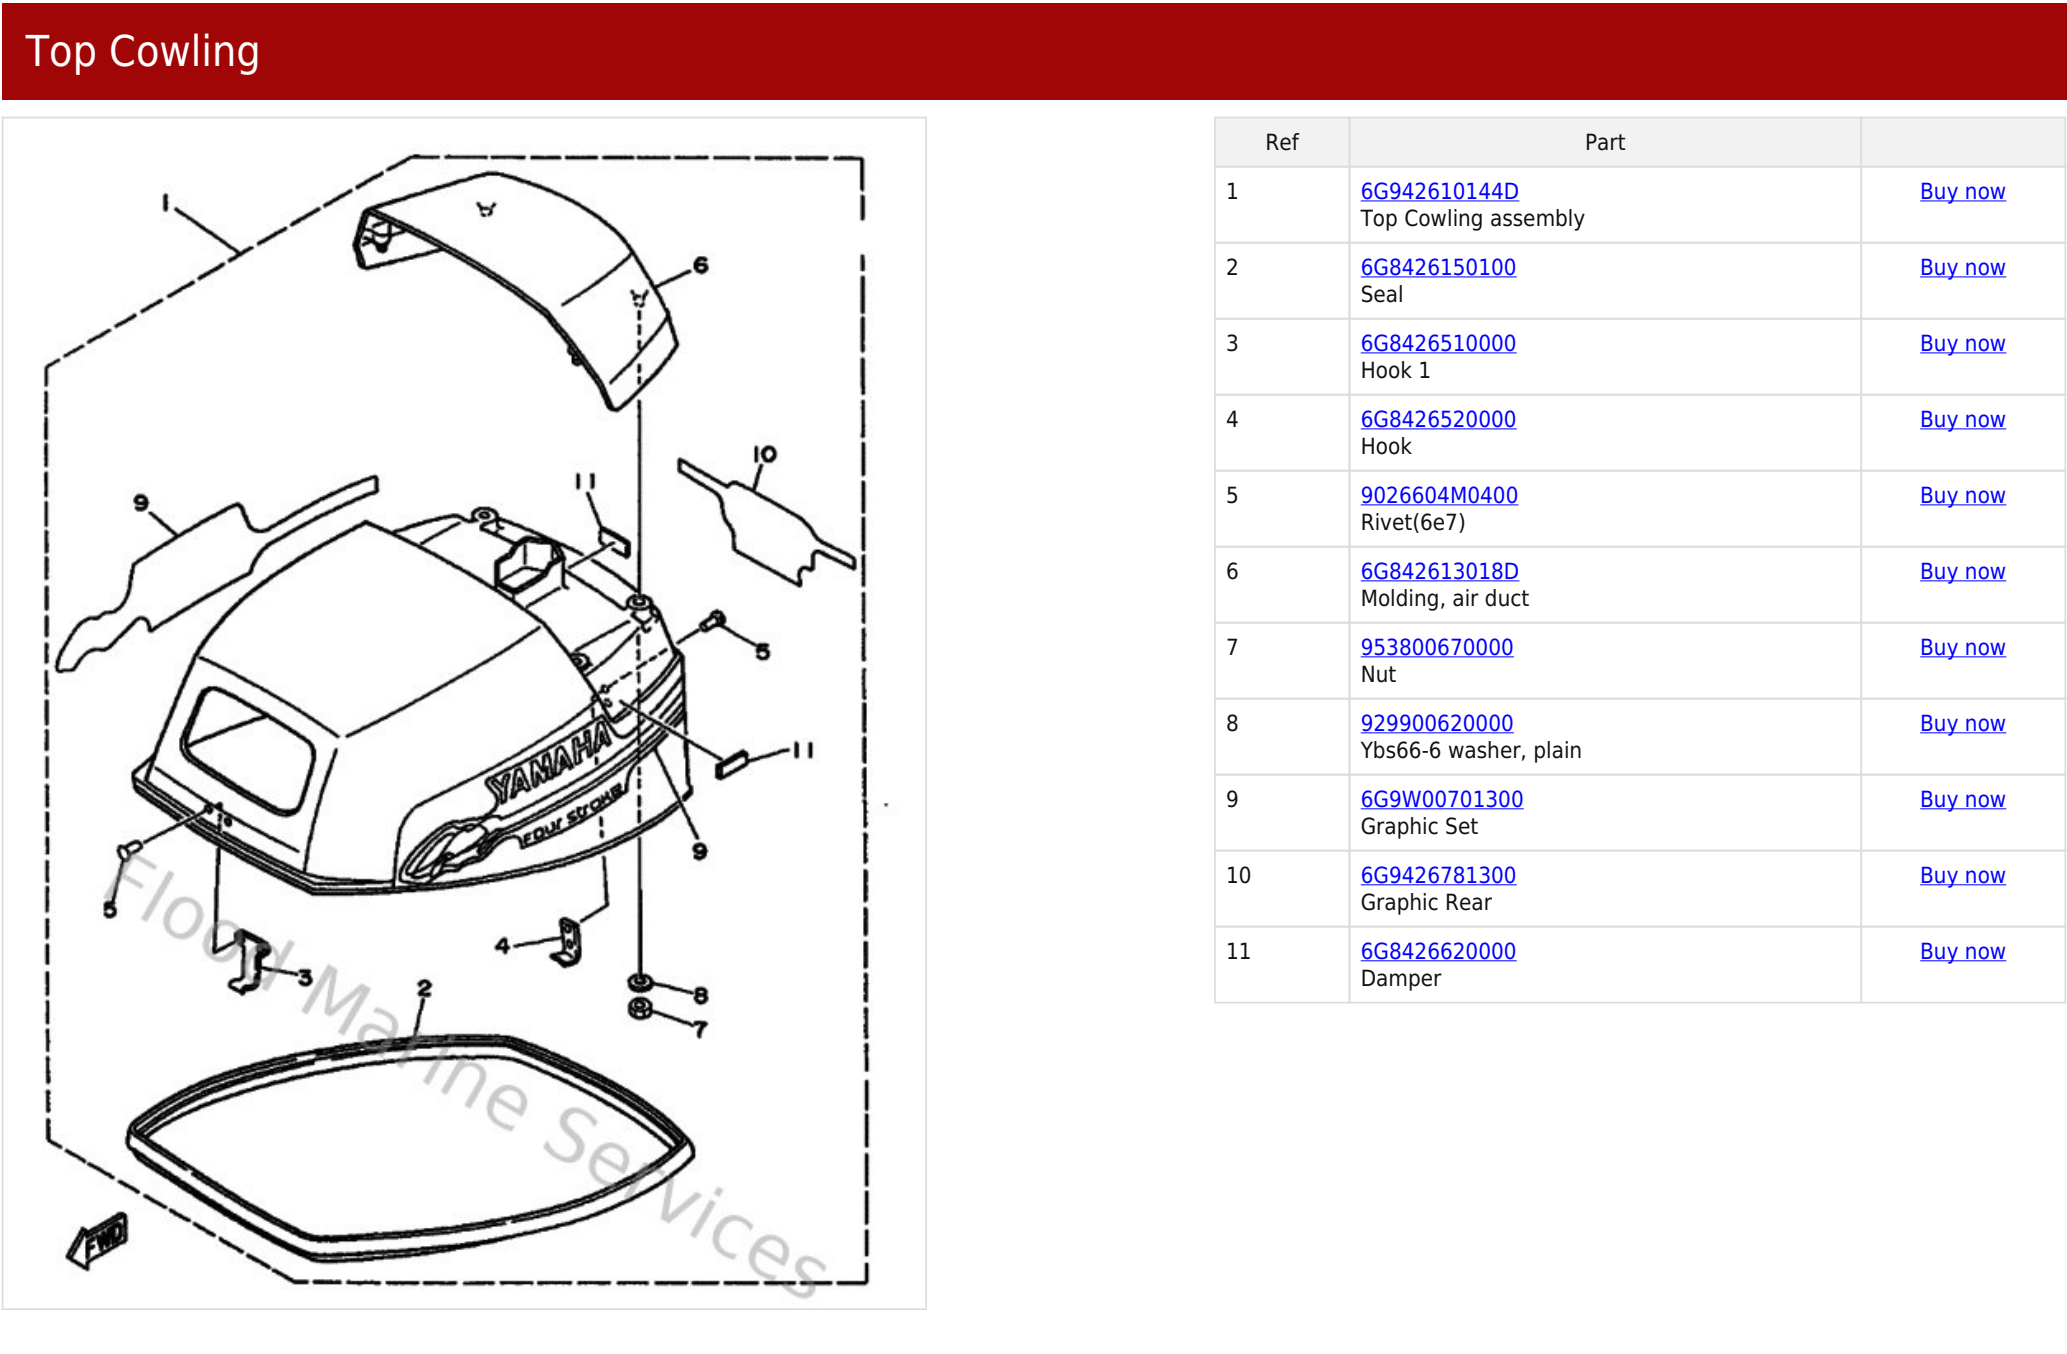 Top Cowling
1
6
10
11
9
5
11
9
5
4
3
2
8
7
YAMAHA
FOUR STROKE
FWD
Flood Marine Services
Ref Part
1 6G942610144D Buy now
Top Cowling assembly
2 6G8426150100 Buy now
Seal
3 6G8426510000 Buy now
Hook 1
4 6G8426520000 Buy now
Hook
5 9026604M0400 Buy now
Rivet(6e7)
6 6G842613018D Buy now
Molding, air duct
7 953800670000 Buy now
Nut
8 929900620000 Buy now
Ybs66-6 washer, plain
9 6G9W00701300 Buy now
Graphic Set
10 6G9426781300 Buy now
Graphic Rear
11 6G8426620000 Buy now
Damper